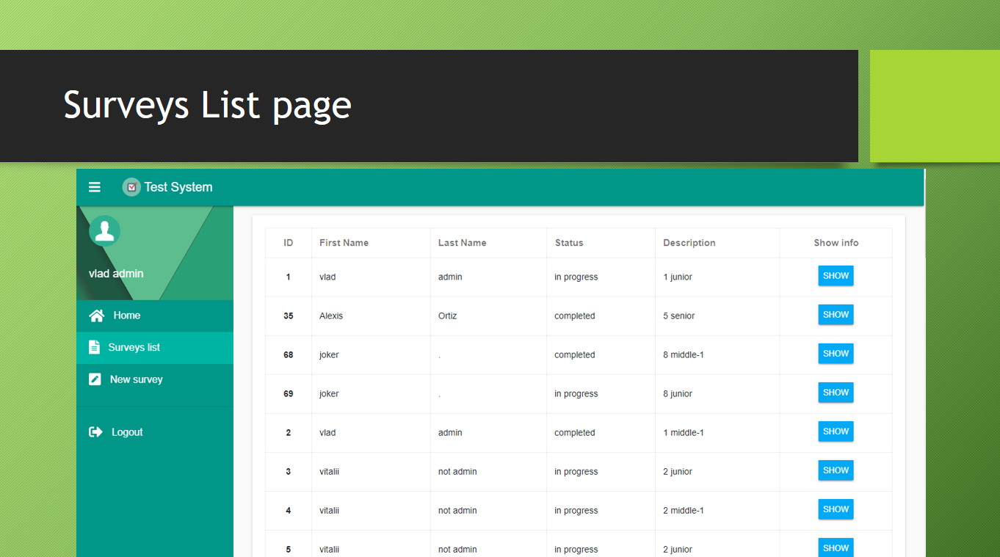 Surveys List page
Test System
vlad admin
Home
Surveys list
New survey
Logout
ID First Name Last Name Status Description Show info
1 vlad admin in progress 1 junior SHOW
35 Alexis Ortiz completed 5 senior SHOW
68 joker . completed 8 middle-1 SHOW
69 joker . in progress 8 junior SHOW
2 vlad admin completed 1 middle-1 SHOW
3 vitalii not admin in progress 2 junior SHOW
4 vitalii not admin in progress 2 middle-1 SHOW
5 vitalii not admin in progress 2 junior SHOW